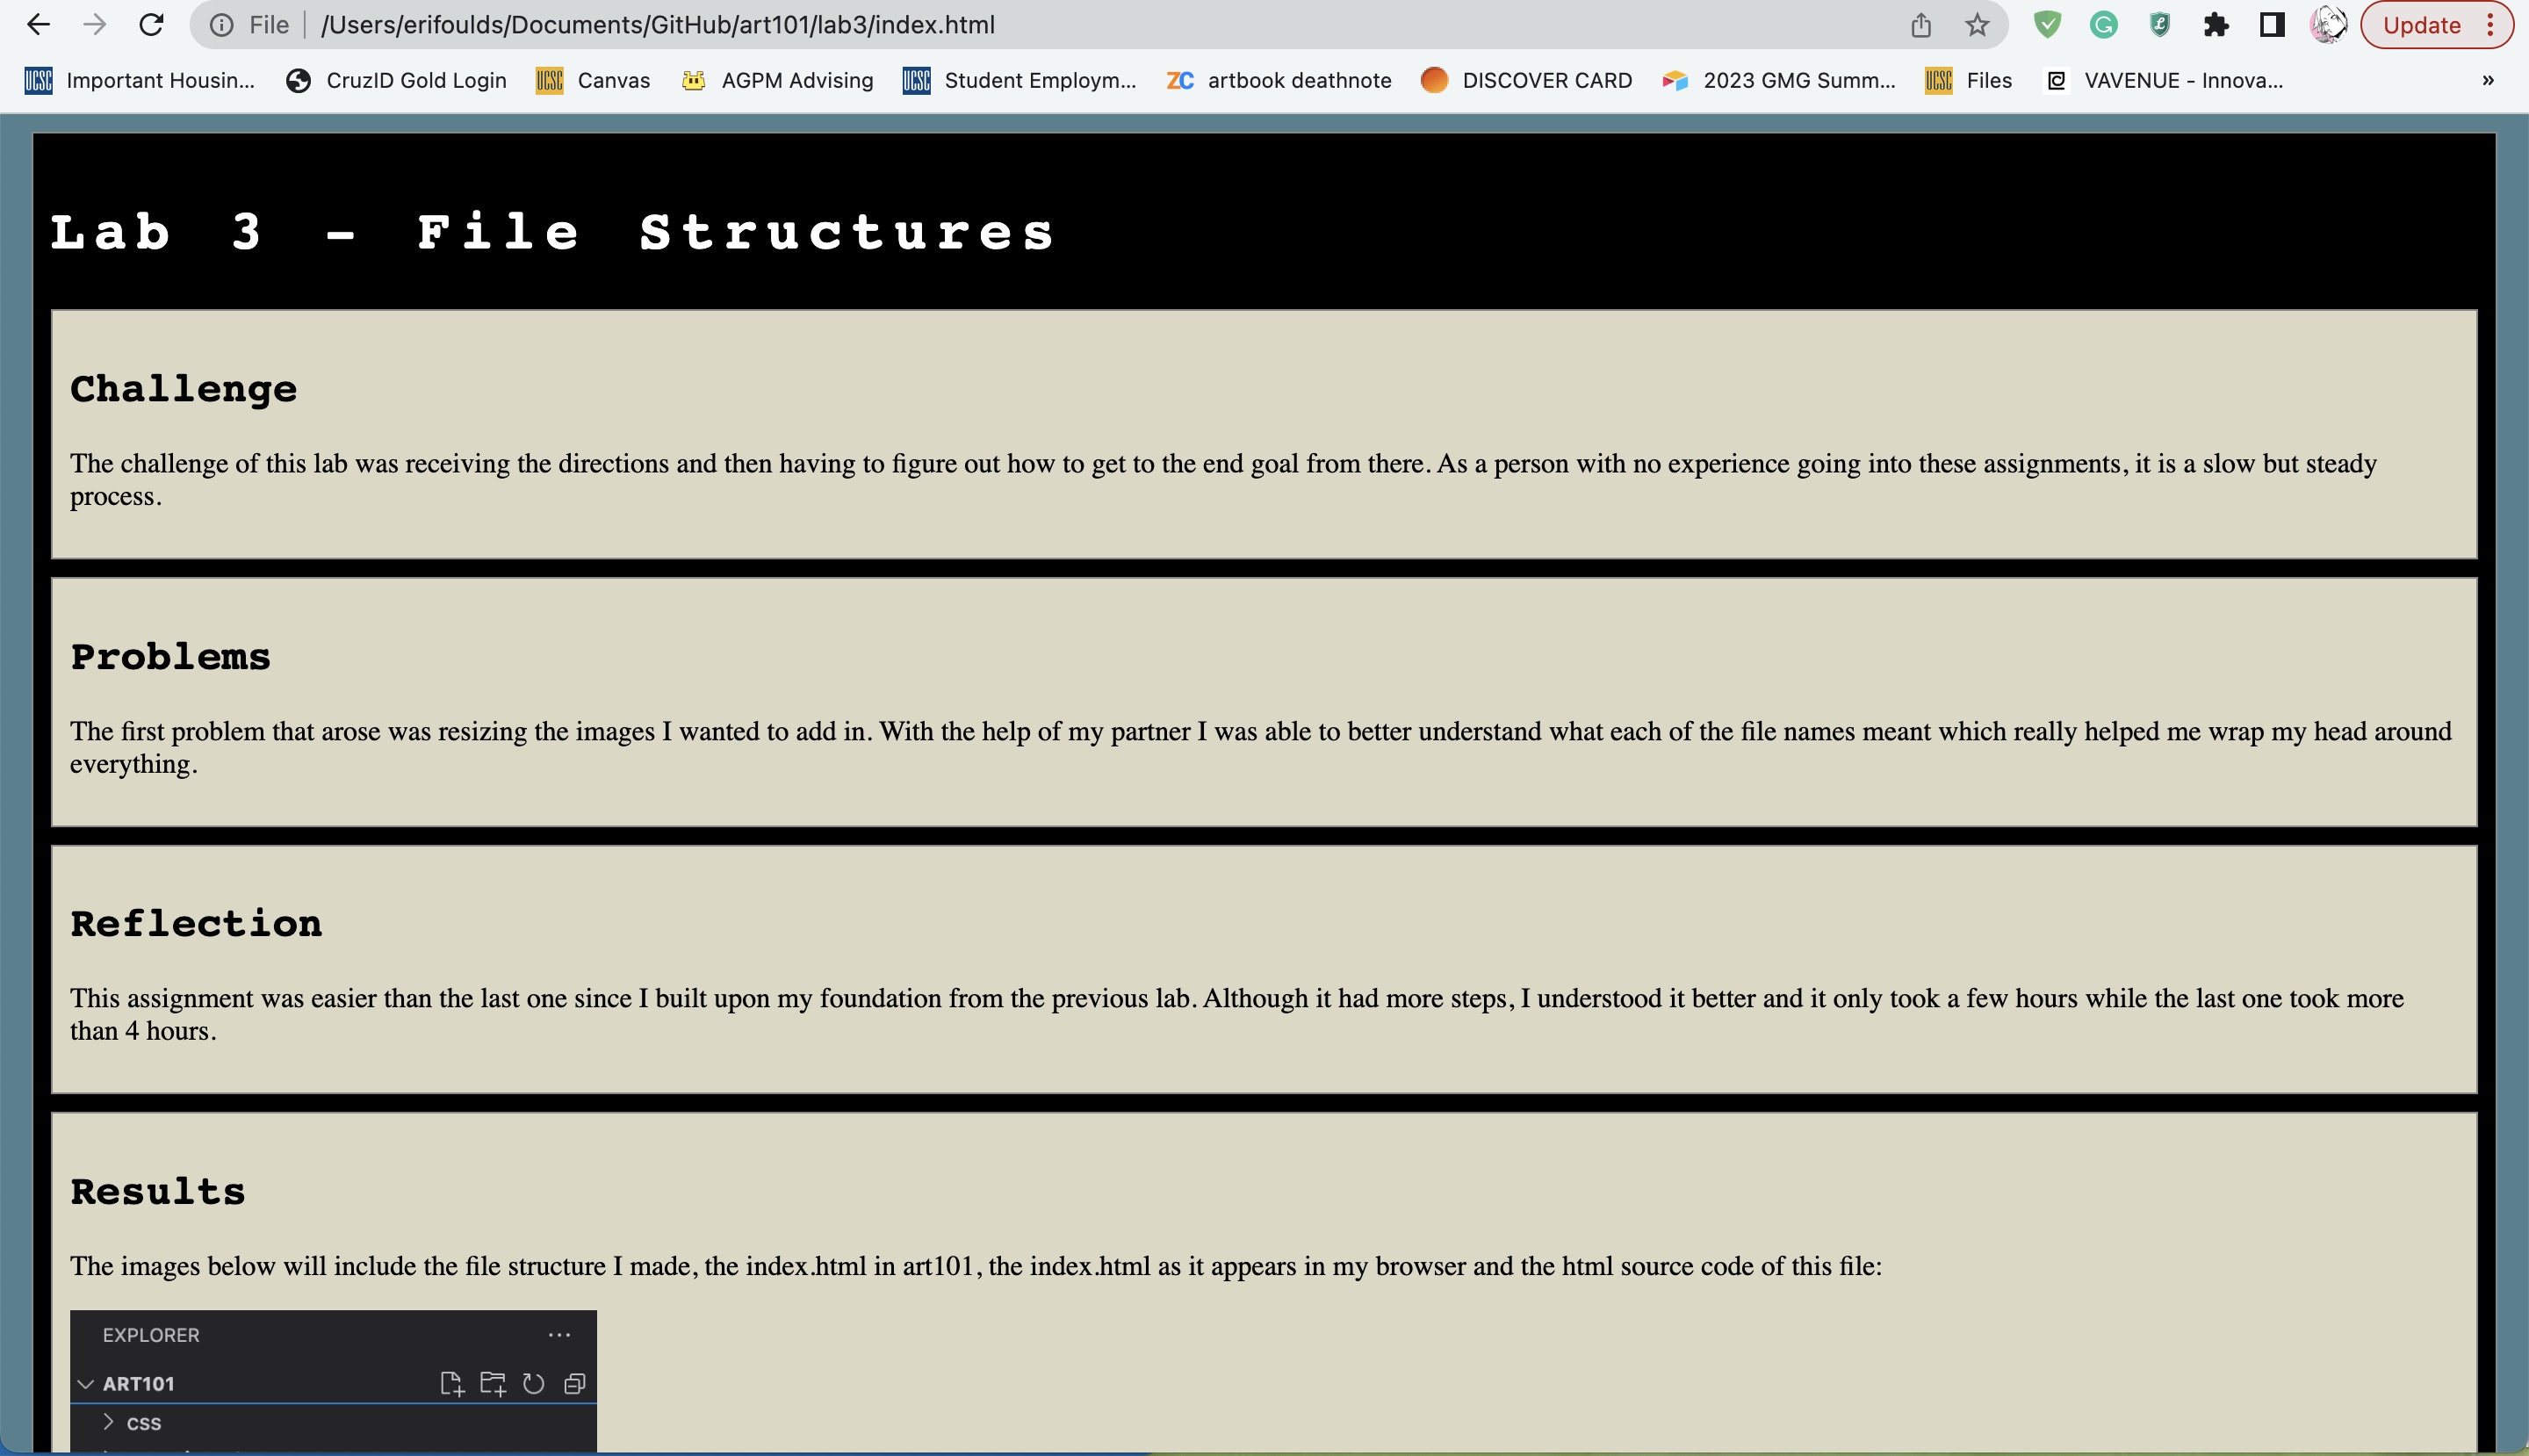 File /Users/erifoulds/Documents/GitHub/art101/lab3/index.html Update
UCSC Important Housin... CruzID Gold Login UCSC Canvas AGPM Advising UCSC Student Employm... ZC artbook deathnote DISCOVER CARD 2023 GMG Summ... UCSC Files VAVENUE - Innova... »
Lab 3 - File Structures
Challenge
The challenge of this lab was receiving the directions and then having to figure out how to get to the end goal from there. As a person with no experience going into these assignments, it is a slow but steady
process.
Problems
The first problem that arose was resizing the images I wanted to add in. With the help of my partner I was able to better understand what each of the file names meant which really helped me wrap my head around
everything.
Reflection
This assignment was easier than the last one since I built upon my foundation from the previous lab. Although it had more steps, I understood it better and it only took a few hours while the last one took more
than 4 hours.
Results
The images below will include the file structure I made, the index.html in art101, the index.html as it appears in my browser and the html source code of this file:
EXPLORER ...
ART101
css